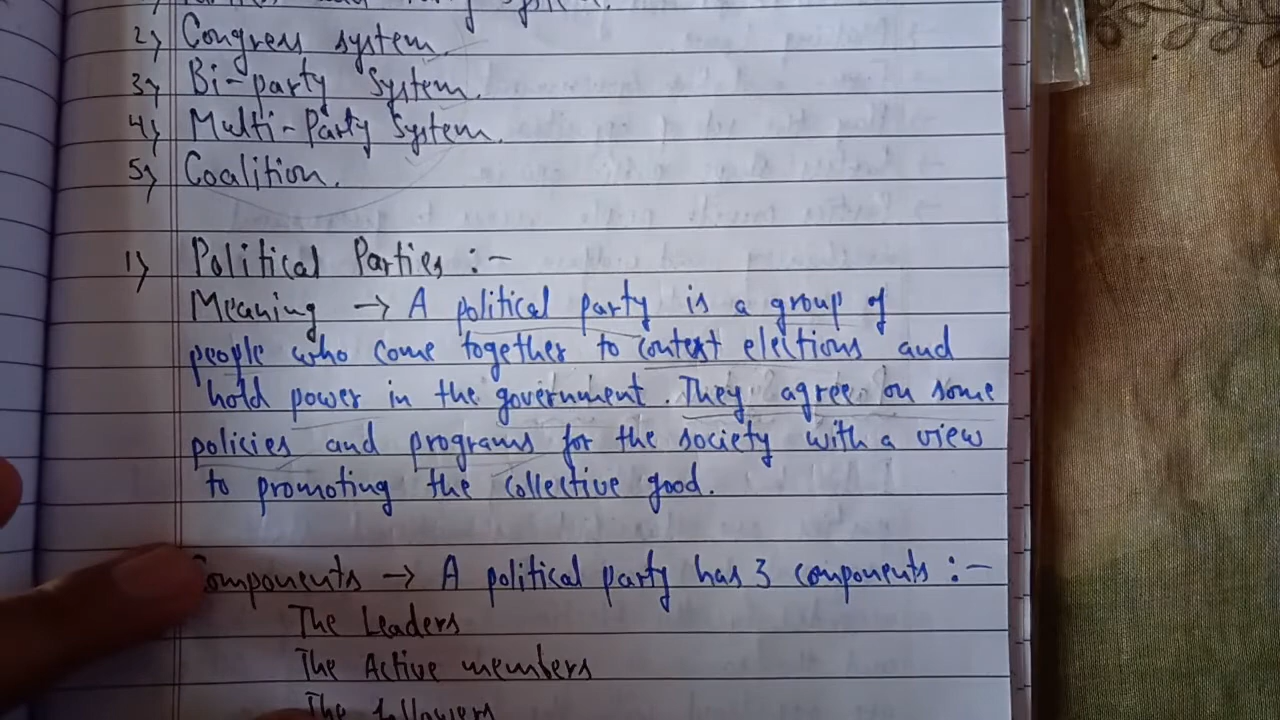 2) Congress system.
3) Bi-party System.
4) Multi-Party System.
5) Coalition.
1) Political Parties :-
Meaning → A political party is a group of
people who come together to contest elections and
hold power in the government. They agree on some
policies and programs for the society with a view
to promoting the collective good.
Components → A political party has 3 components :-
The Leaders
The Active members
The followers